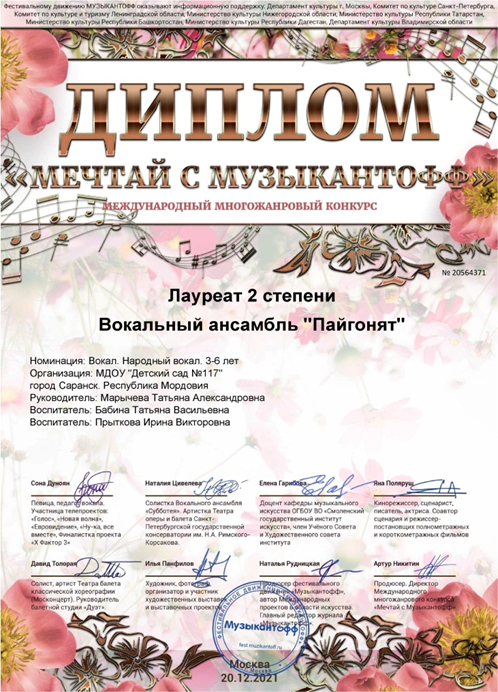 Фестивальному движению МУЗЫКАНТОФФ оказывают информационную поддержку: Департамент культуры г. Москвы, Комитет по культуре Санкт-Петербурга,
Комитет по культуре и туризму Ленинградской области, Министерство культуры Нижегородской области, Министерство культуры Республики Татарстан,
Министерство культуры Республики Башкортостан, Министерство культуры Республики Дагестан, Департамент культуры Владимирской области
ДИПЛОМ
«МЕЧТАЙ С МУЗЫКАНТОФФ»
МЕЖДУНАРОДНЫЙ МНОГОЖАНРОВЫЙ КОНКУРС
№ 20564371
Лауреат 2 степени
Вокальный ансамбль "Пайгонят"
Номинация: Вокал. Народный вокал. 3-6 лет
Организация: МДОУ "Детский сад №117"
город Саранск. Республика Мордовия
Руководитель: Марычева Татьяна Александровна
Воспитатель: Бабина Татьяна Васильевна
Воспитатель: Прыткова Ирина Викторовна
Сона Дуноян
Певица, педагог вокала.
Участница телепроектов:
«Голос», «Новая волна»,
«Евровидение», «Ну-ка, все
вместе», Финалистка проекта
«X Фактор 3»
Наталия Цивелева
Солистка Вокального ансамбля
«Субботея». Артистка Театра
оперы и балета Санкт-
Петербургской государственной
консерватории им. Н.А. Римского-
Корсакова.
Елена Гарибова
Доцент кафедры музыкального
искусства ОГБОУ ВО «Смоленский
государственный институт
искусств», член Учёного Совета
и Художественного совета
института
Яна Поляруш
Кинорежиссер, сценарист,
писатель, актриса. Соавтор
сценария и режиссер-
постановщик полнометражных
и короткометражных фильмов
Давид Толоран
Солист, артист Театра балета
классической хореографии
(Москонцерт). Руководитель
балетной студии «Дуэт».
Илья Панфилов
Художник, фотограф,
организатор и участник
художественных выставок
и выставочных проектов
Наталья Рудницкая
Продюсер фестивального
движения «Музыкантофф»,
автор Международных
проектов в области искусства
Главный редактор журнала
«Музыкантофф»
Артур Никитин
Продюсер. Директор
Международного
многожанрового конкурса
«Мечтай с Музыкантофф»
Музыкантофф
fest.muzikantoff.ru
Москва
20.12.2021